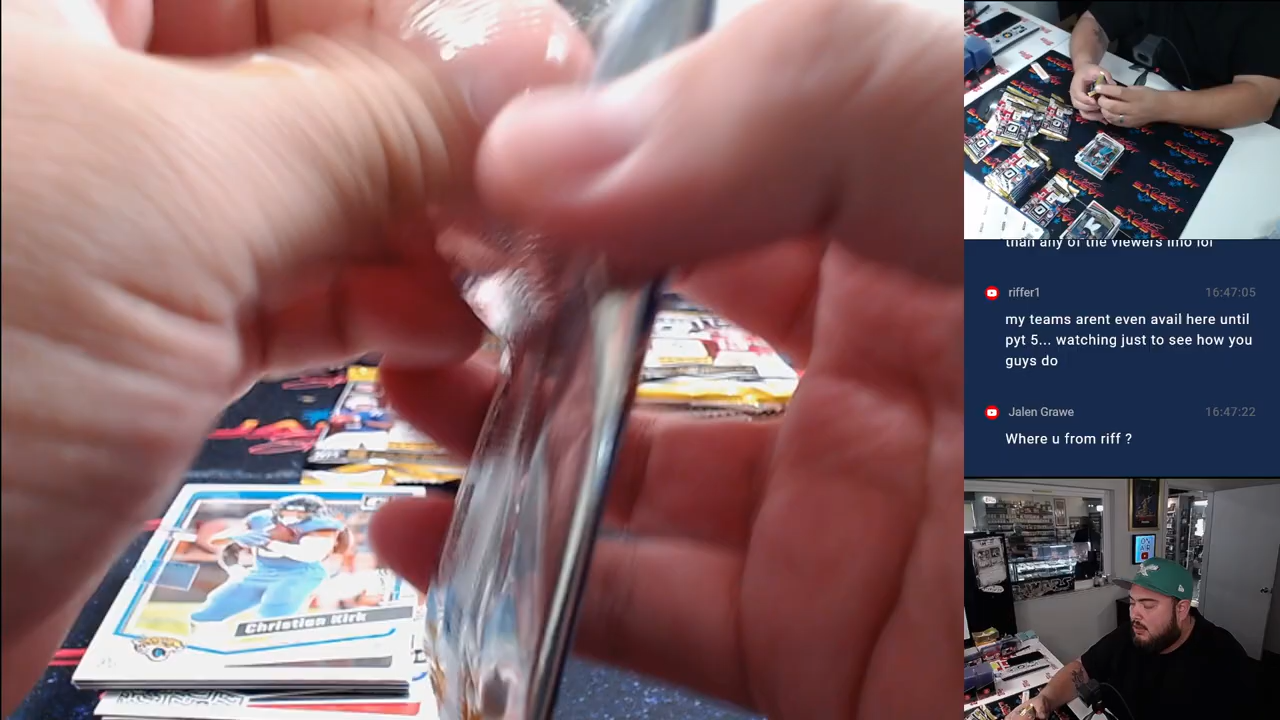 than any of the viewers imo lol
riffer1 16:47:05
my teams arent even avail here until
pyt 5... watching just to see how you
guys do
Jalen Grawe 16:47:22
Where u from riff ?
Christian Kirk